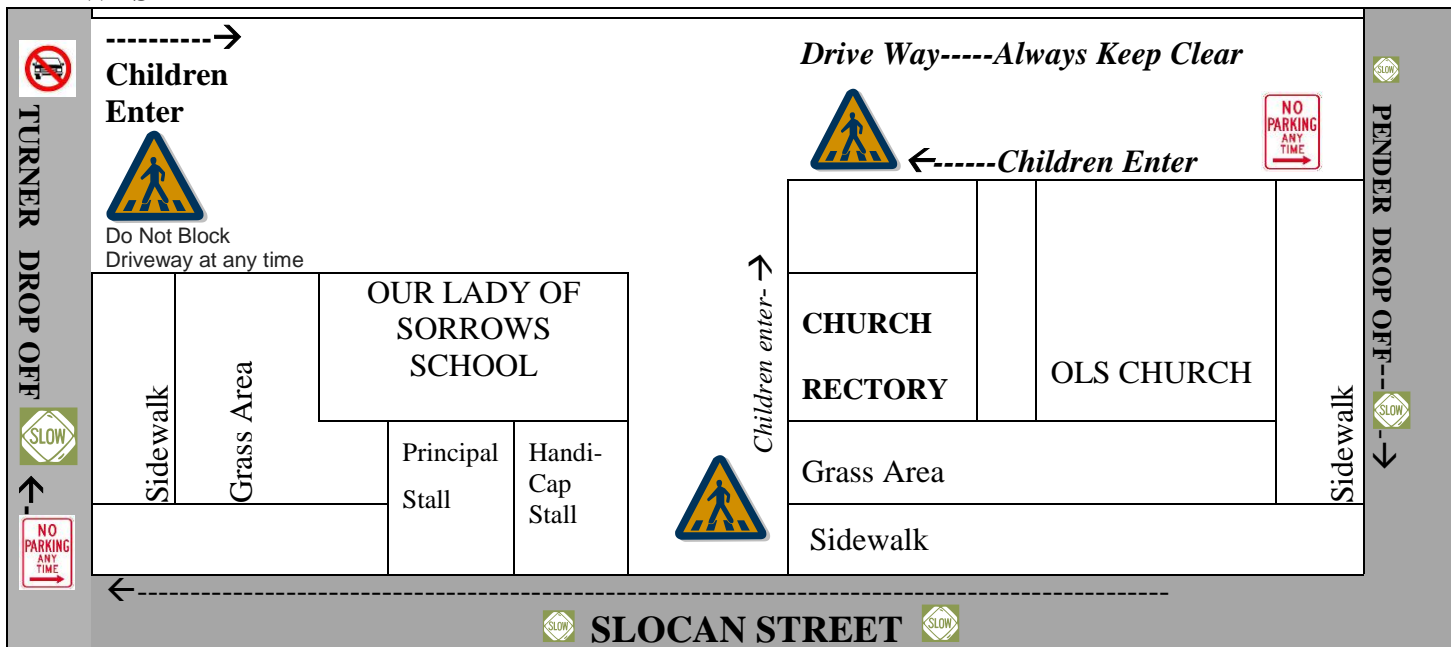 ---------->
Children
Enter
Do Not Block
Driveway at any time
TURNER DROP OFF
SLOW
NO
PARKING
ANY
TIME
Drive Way-----Always Keep Clear
<------Children Enter
NO
PARKING
ANY
TIME
SLOW
PENDER DROP OFF--
SLOW
OUR LADY OF
SORROWS
SCHOOL
Sidewalk
Grass Area
Principal
Stall
Handi-
Cap
Stall
Children enter-
CHURCH
RECTORY
OLS CHURCH
Grass Area
Sidewalk
Sidewalk
SLOW SLOCAN STREET SLOW